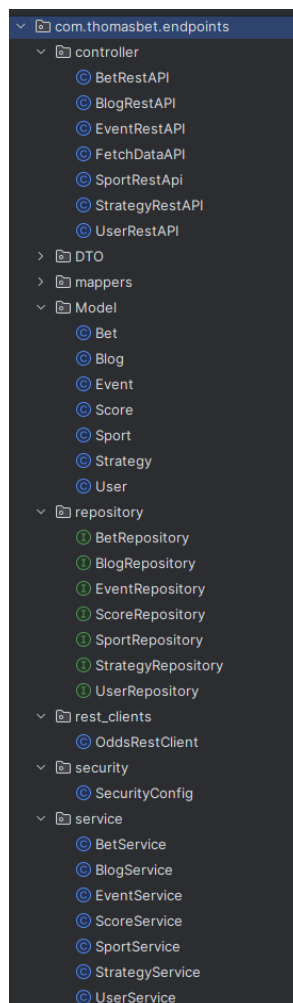 com.thomasbet.endpoints
controller
BetRestAPI
BlogRestAPI
EventRestAPI
FetchDataAPI
SportRestApi
StrategyRestAPI
UserRestAPI
DTO
mappers
Model
Bet
Blog
Event
Score
Sport
Strategy
User
repository
BetRepository
BlogRepository
EventRepository
ScoreRepository
SportRepository
StrategyRepository
UserRepository
rest_clients
OddsRestClient
security
SecurityConfig
service
BetService
BlogService
EventService
ScoreService
SportService
StrategyService
UserService